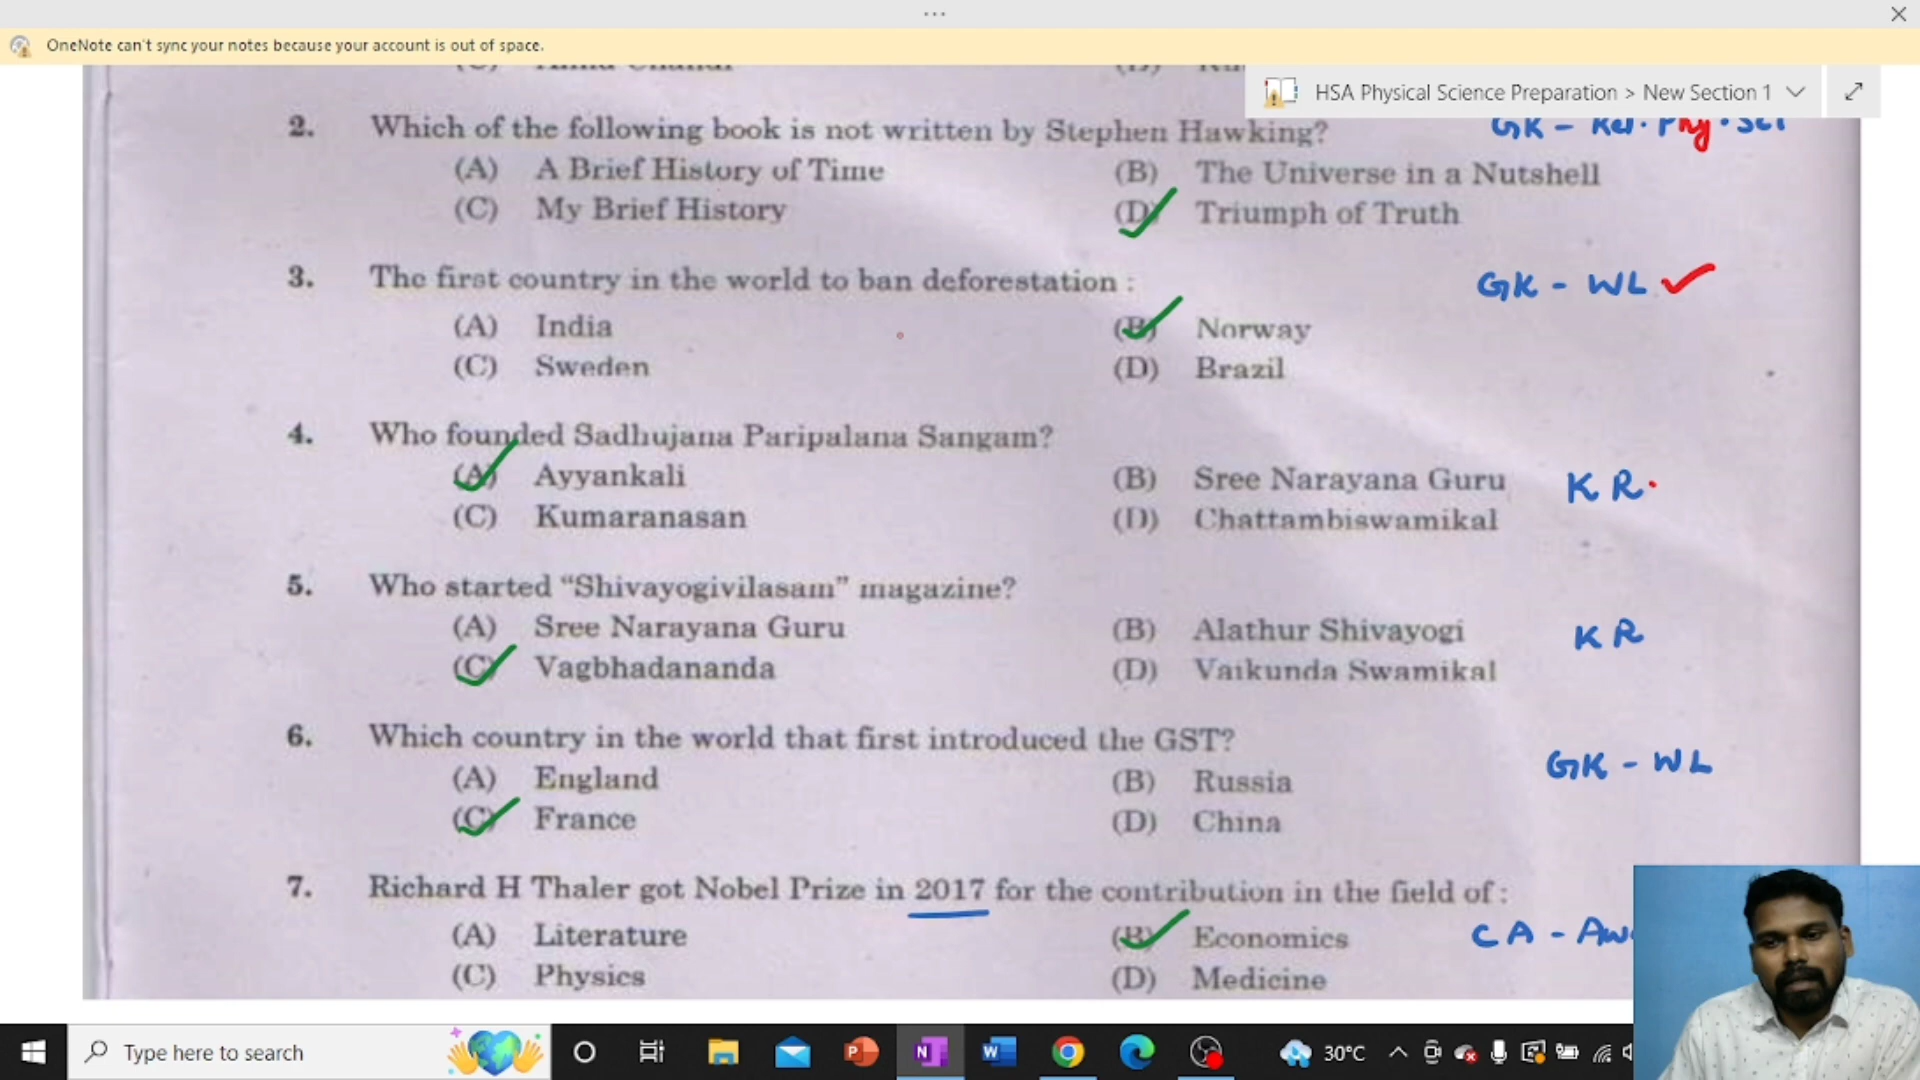 OneNote can't sync your notes because your account is out of space.
HSA Physical Science Preparation > New Section 1
2. Which of the following book is not written by Stephen Hawking?
(A) A Brief History of Time (B) The Universe in a Nutshell
(C) My Brief History (D) Triumph of Truth
3. The first country in the world to ban deforestation :
GK - WL
(A) India (B) Norway
(C) Sweden (D) Brazil
4. Who founded Sadhujana Paripalana Sangam?
(A) Ayyankali (B) Sree Narayana Guru
KR
(C) Kumaranasan (D) Chattambiswamikal
5. Who started “Shivayogivilasam” magazine?
(A) Sree Narayana Guru (B) Alathur Shivayogi
KR
(C) Vagbhadananda (D) Vaikunda Swamikal
6. Which country in the world that first introduced the GST?
GK - WL
(A) England (B) Russia
(C) France (D) China
7. Richard H Thaler got Nobel Prize in 2017 for the contribution in the field of :
(A) Literature (B) Economics
CA -
(C) Physics (D) Medicine
Type here to search
30°C